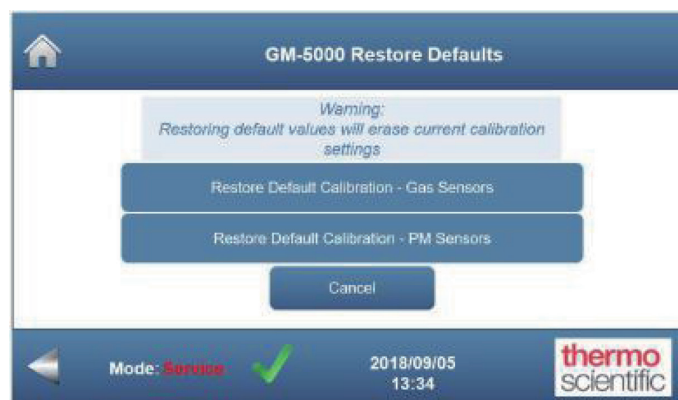 GM-5000 Restore Defaults
Warning:
Restoring default values will erase current calibration
settings
Restore Default Calibration - Gas Sensors
Restore Default Calibration - PM Sensors
Cancel
Mode: Service
2018/09/05
13:34
thermo
scientific